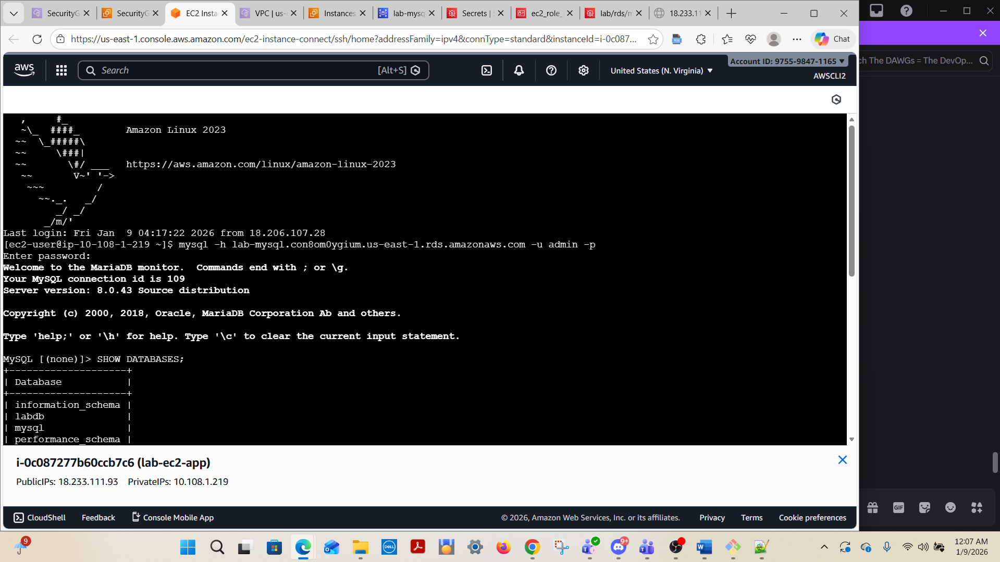 SecurityG
SecurityG
EC2 Insta
VPC | us-
Instances
lab-mysq
Secrets |
ec2_role_
lab/rds/m
18.233.11
https://us-east-1.console.aws.amazon.com/ec2-instance-connect/ssh/home?addressFamily=ipv4&connType=standard&instanceId=i-0c087...
Chat
aws
Search
[Alt+S]
United States (N. Virginia)
Account ID: 9755-9847-1165
AWSCLI2
ch The DAWGs = The DevOp...
, #_
~\_ ####_ Amazon Linux 2023
~~ \_#####\
~~ \###|
~~ \#/ ___ https://aws.amazon.com/linux/amazon-linux-2023
~~ V~' '->
~~~ /
~~._. _/
_/ _/
_/m/'
Last login: Fri Jan 9 04:17:22 2026 from 18.206.107.28
[ec2-user@ip-10-108-1-219 ~]$ mysql -h lab-mysql.con8om0ygium.us-east-1.rds.amazonaws.com -u admin -p
Enter password:
Welcome to the MariaDB monitor. Commands end with ; or \g.
Your MySQL connection id is 109
Server version: 8.0.43 Source distribution
Copyright (c) 2000, 2018, Oracle, MariaDB Corporation Ab and others.
Type 'help;' or '\h' for help. Type '\c' to clear the current input statement.
MySQL [(none)]> SHOW DATABASES;
+--------------------+
| Database |
+--------------------+
| information_schema |
| labdb |
| mysql |
| performance_schema |
i-0c087277b60ccb7c6 (lab-ec2-app)
PublicIPs: 18.233.111.93 PrivateIPs: 10.108.1.219
CloudShell
Feedback
Console Mobile App
© 2026, Amazon Web Services, Inc. or its affiliates.
Privacy
Terms
Cookie preferences
GIF
9
DELL
9+
12:07 AM
1/9/2026